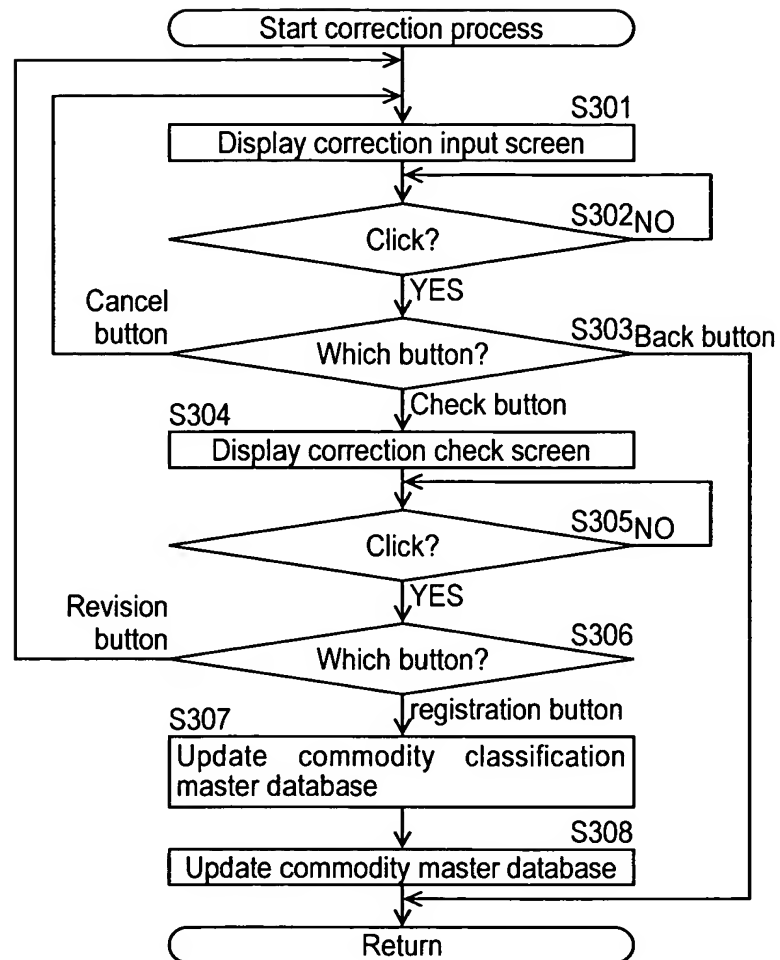 Start correction process
S301
Display correction input screen
S302 NO
Click?
YES
Cancel
button
S303 Back button
Which button?
Check button
S304
Display correction check screen
S305 NO
Click?
YES
Revision
button
S306
Which button?
registration button
S307
Update commodity classification
master database
S308
Update commodity master database
Return